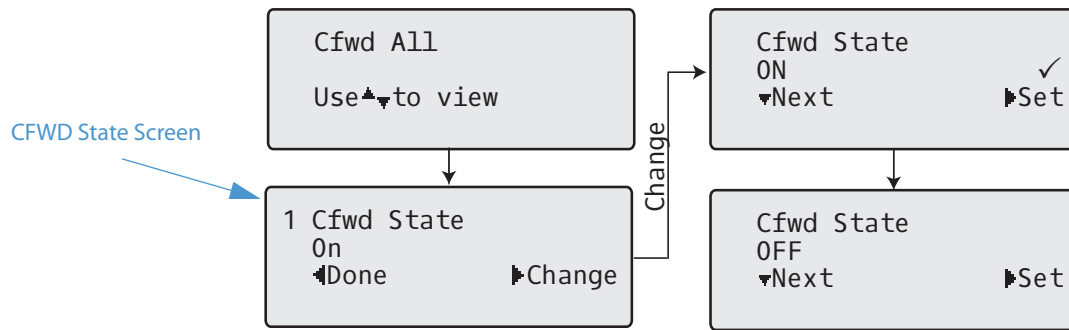 Cfwd All
Use▲▼to view
CFWD State Screen
1 Cfwd State
On
◀Done ▶Change
Change
Cfwd State
ON ✓
▼Next ▶Set
Cfwd State
OFF
▼Next ▶Set